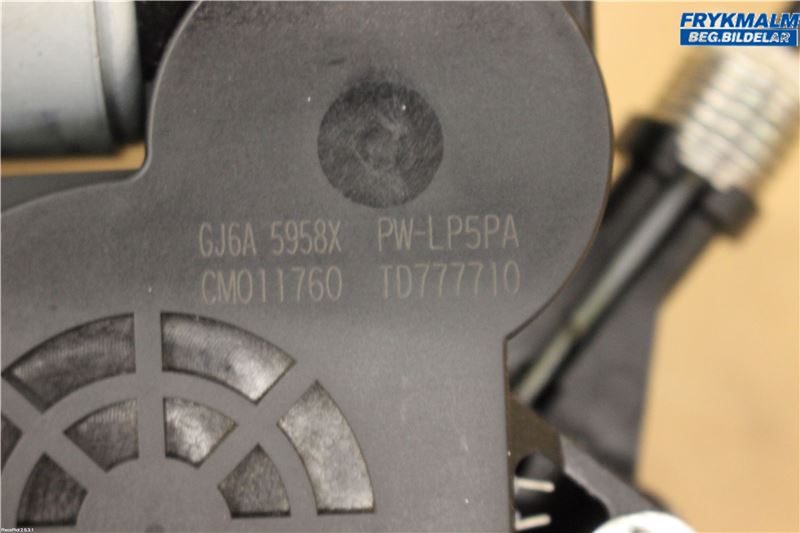 FRYKMALM
BEG.BILDELAR
GJ6A 5958X PW-LP5PA
CM011760 TD777710